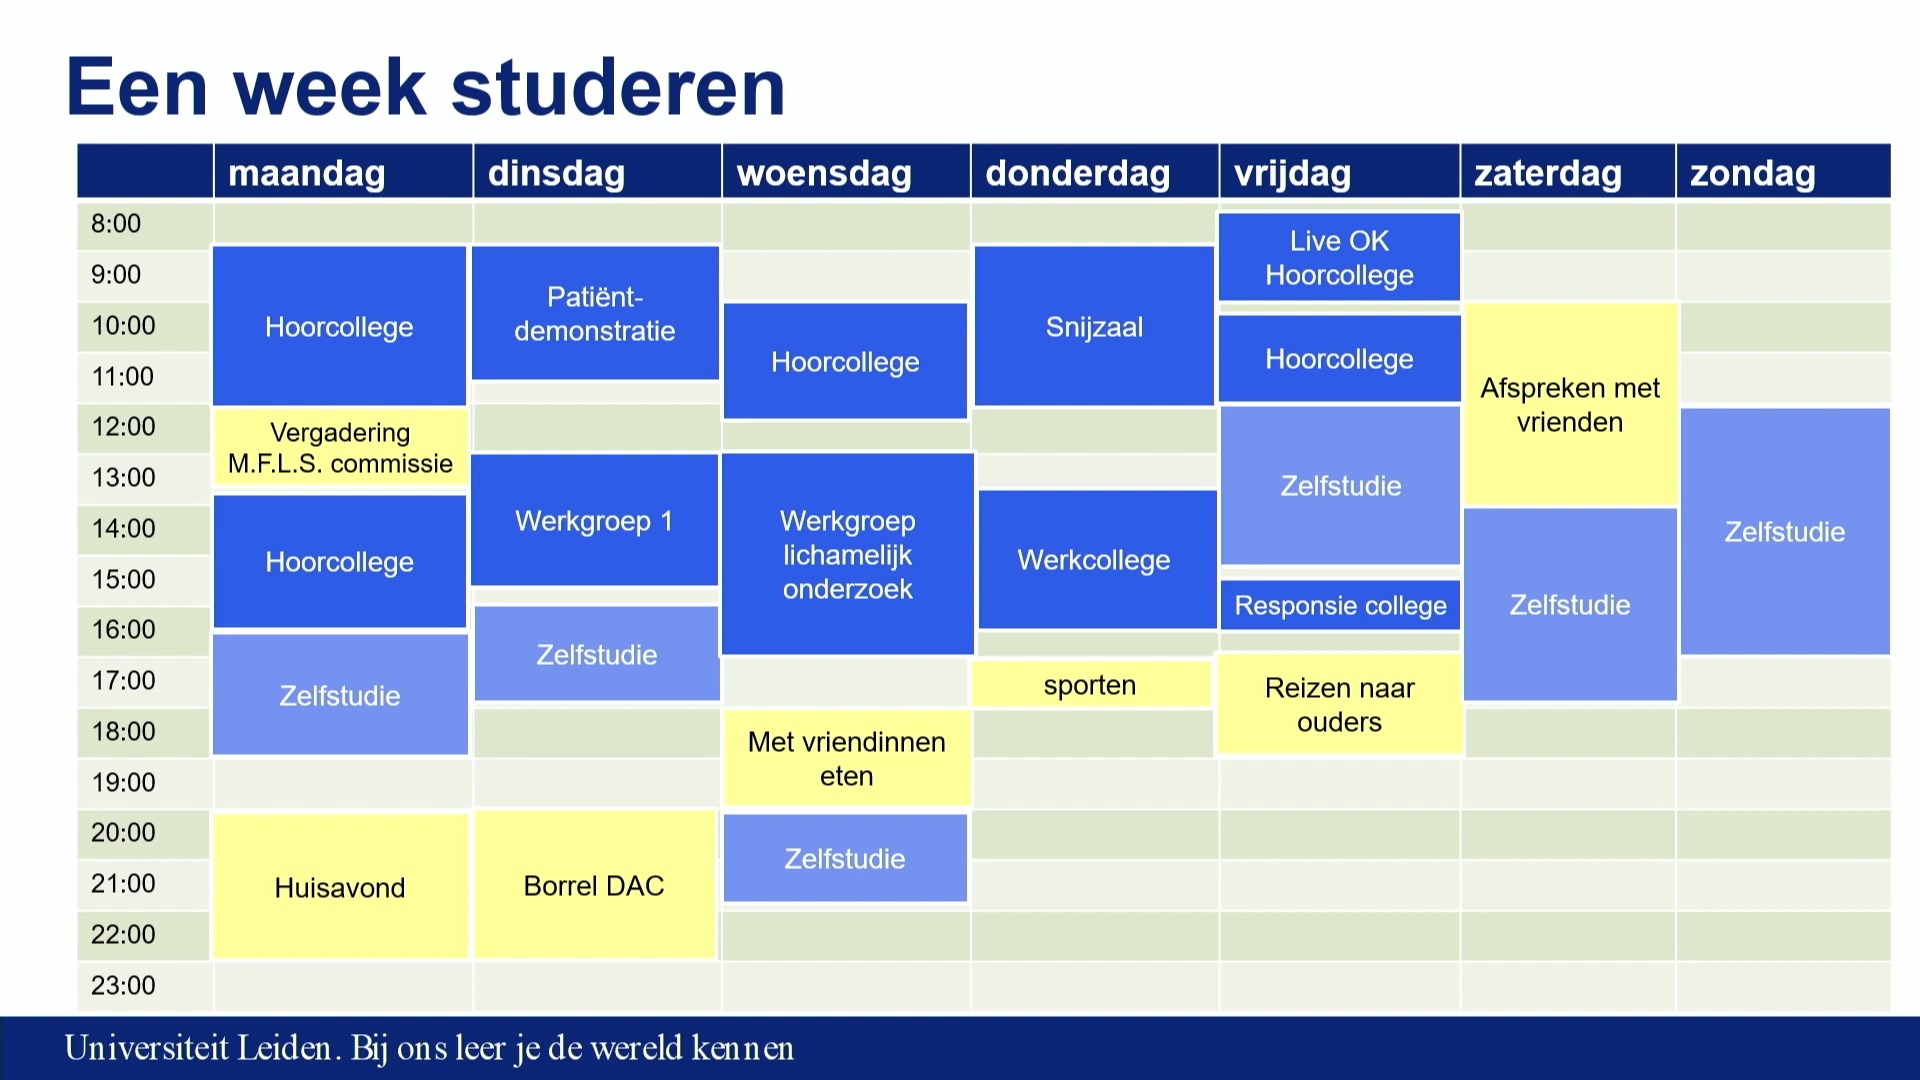 Een week studeren
maandag dinsdag woensdag donderdag vrijdag zaterdag zondag
8:00
9:00
10:00
11:00
12:00
13:00
14:00
15:00
16:00
17:00
18:00
19:00
20:00
21:00
22:00
23:00
Hoorcollege
Vergadering
M.F.L.S. commissie
Hoorcollege
Zelfstudie
Huisavond
Patiënt-
demonstratie
Werkgroep 1
Zelfstudie
Borrel DAC
Hoorcollege
Werkgroep
lichamelijk
onderzoek
Met vriendinnen
eten
Zelfstudie
Snijzaal
Werkcollege
sporten
Live OK
Hoorcollege
Hoorcollege
Zelfstudie
Responsie college
Reizen naar
ouders
Afspreken met
vrienden
Zelfstudie
Zelfstudie
Universiteit Leiden. Bij ons leer je de wereld kennen